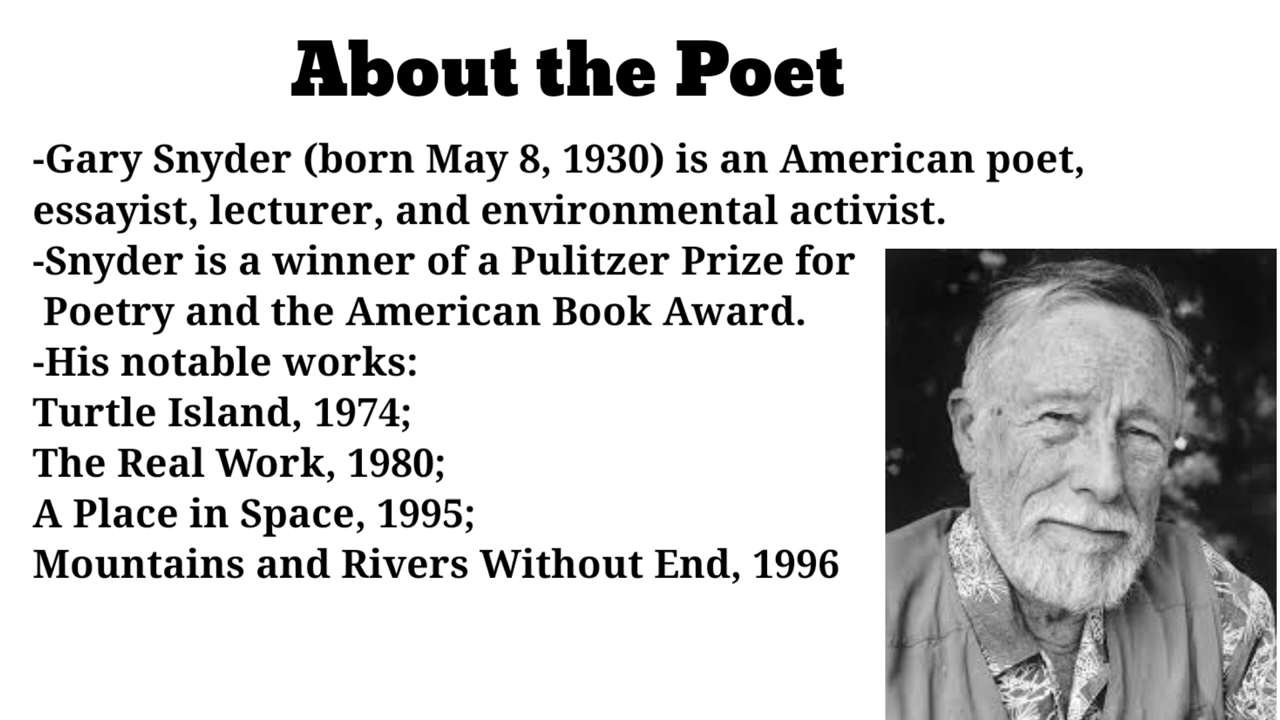 About the Poet
-Gary Snyder (born May 8, 1930) is an American poet,
essayist, lecturer, and environmental activist.
-Snyder is a winner of a Pulitzer Prize for
Poetry and the American Book Award.
-His notable works:
Turtle Island, 1974;
The Real Work, 1980;
A Place in Space, 1995;
Mountains and Rivers Without End, 1996